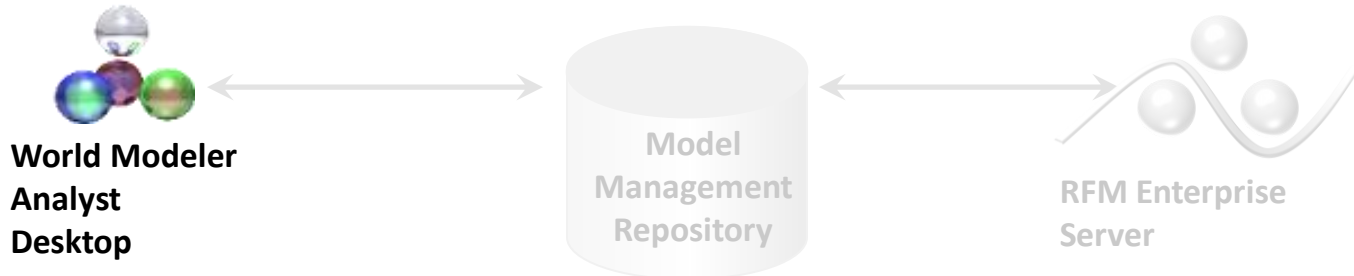 World Modeler
Analyst
Desktop
Model
Management
Repository
RFM Enterprise
Server